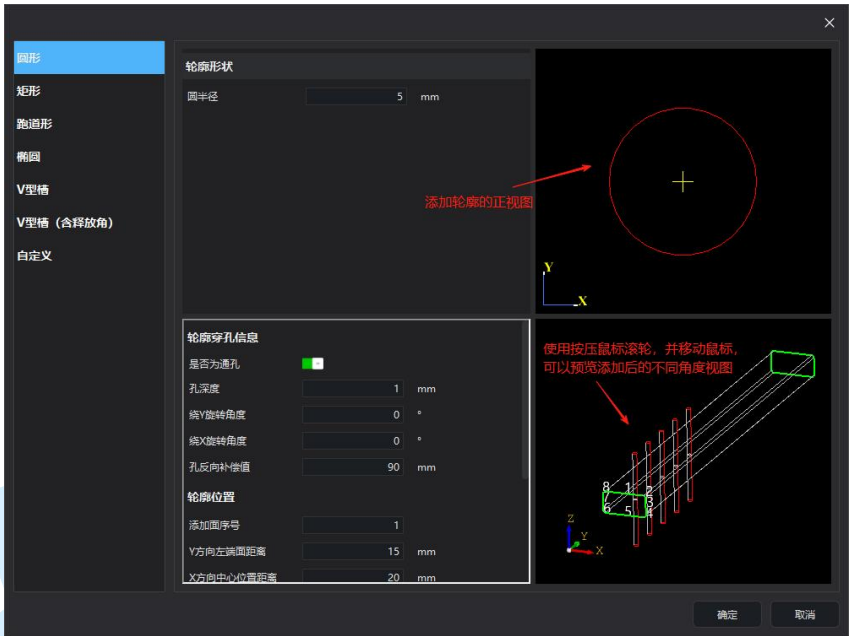 圆形
矩形
跑道形
椭圆
V型槽
V型槽（含释放角）
自定义
轮廓形状
圆半径 5 mm
添加轮廓的正视图
Y
X
轮廓穿孔信息
是否为通孔
孔深度 1 mm
绕Y旋转角度 0 °
绕X旋转角度 0 °
孔反向补偿值 90 mm
轮廓位置
添加面序号 1
Y方向左端面距离 15 mm
X方向中心位置距离 20 mm
使用按压鼠标滚轮，并移动鼠标，
可以预览添加后的不同角度视图
8 1 2
7 3
6 5 4
Z
Y
X
确定 取消